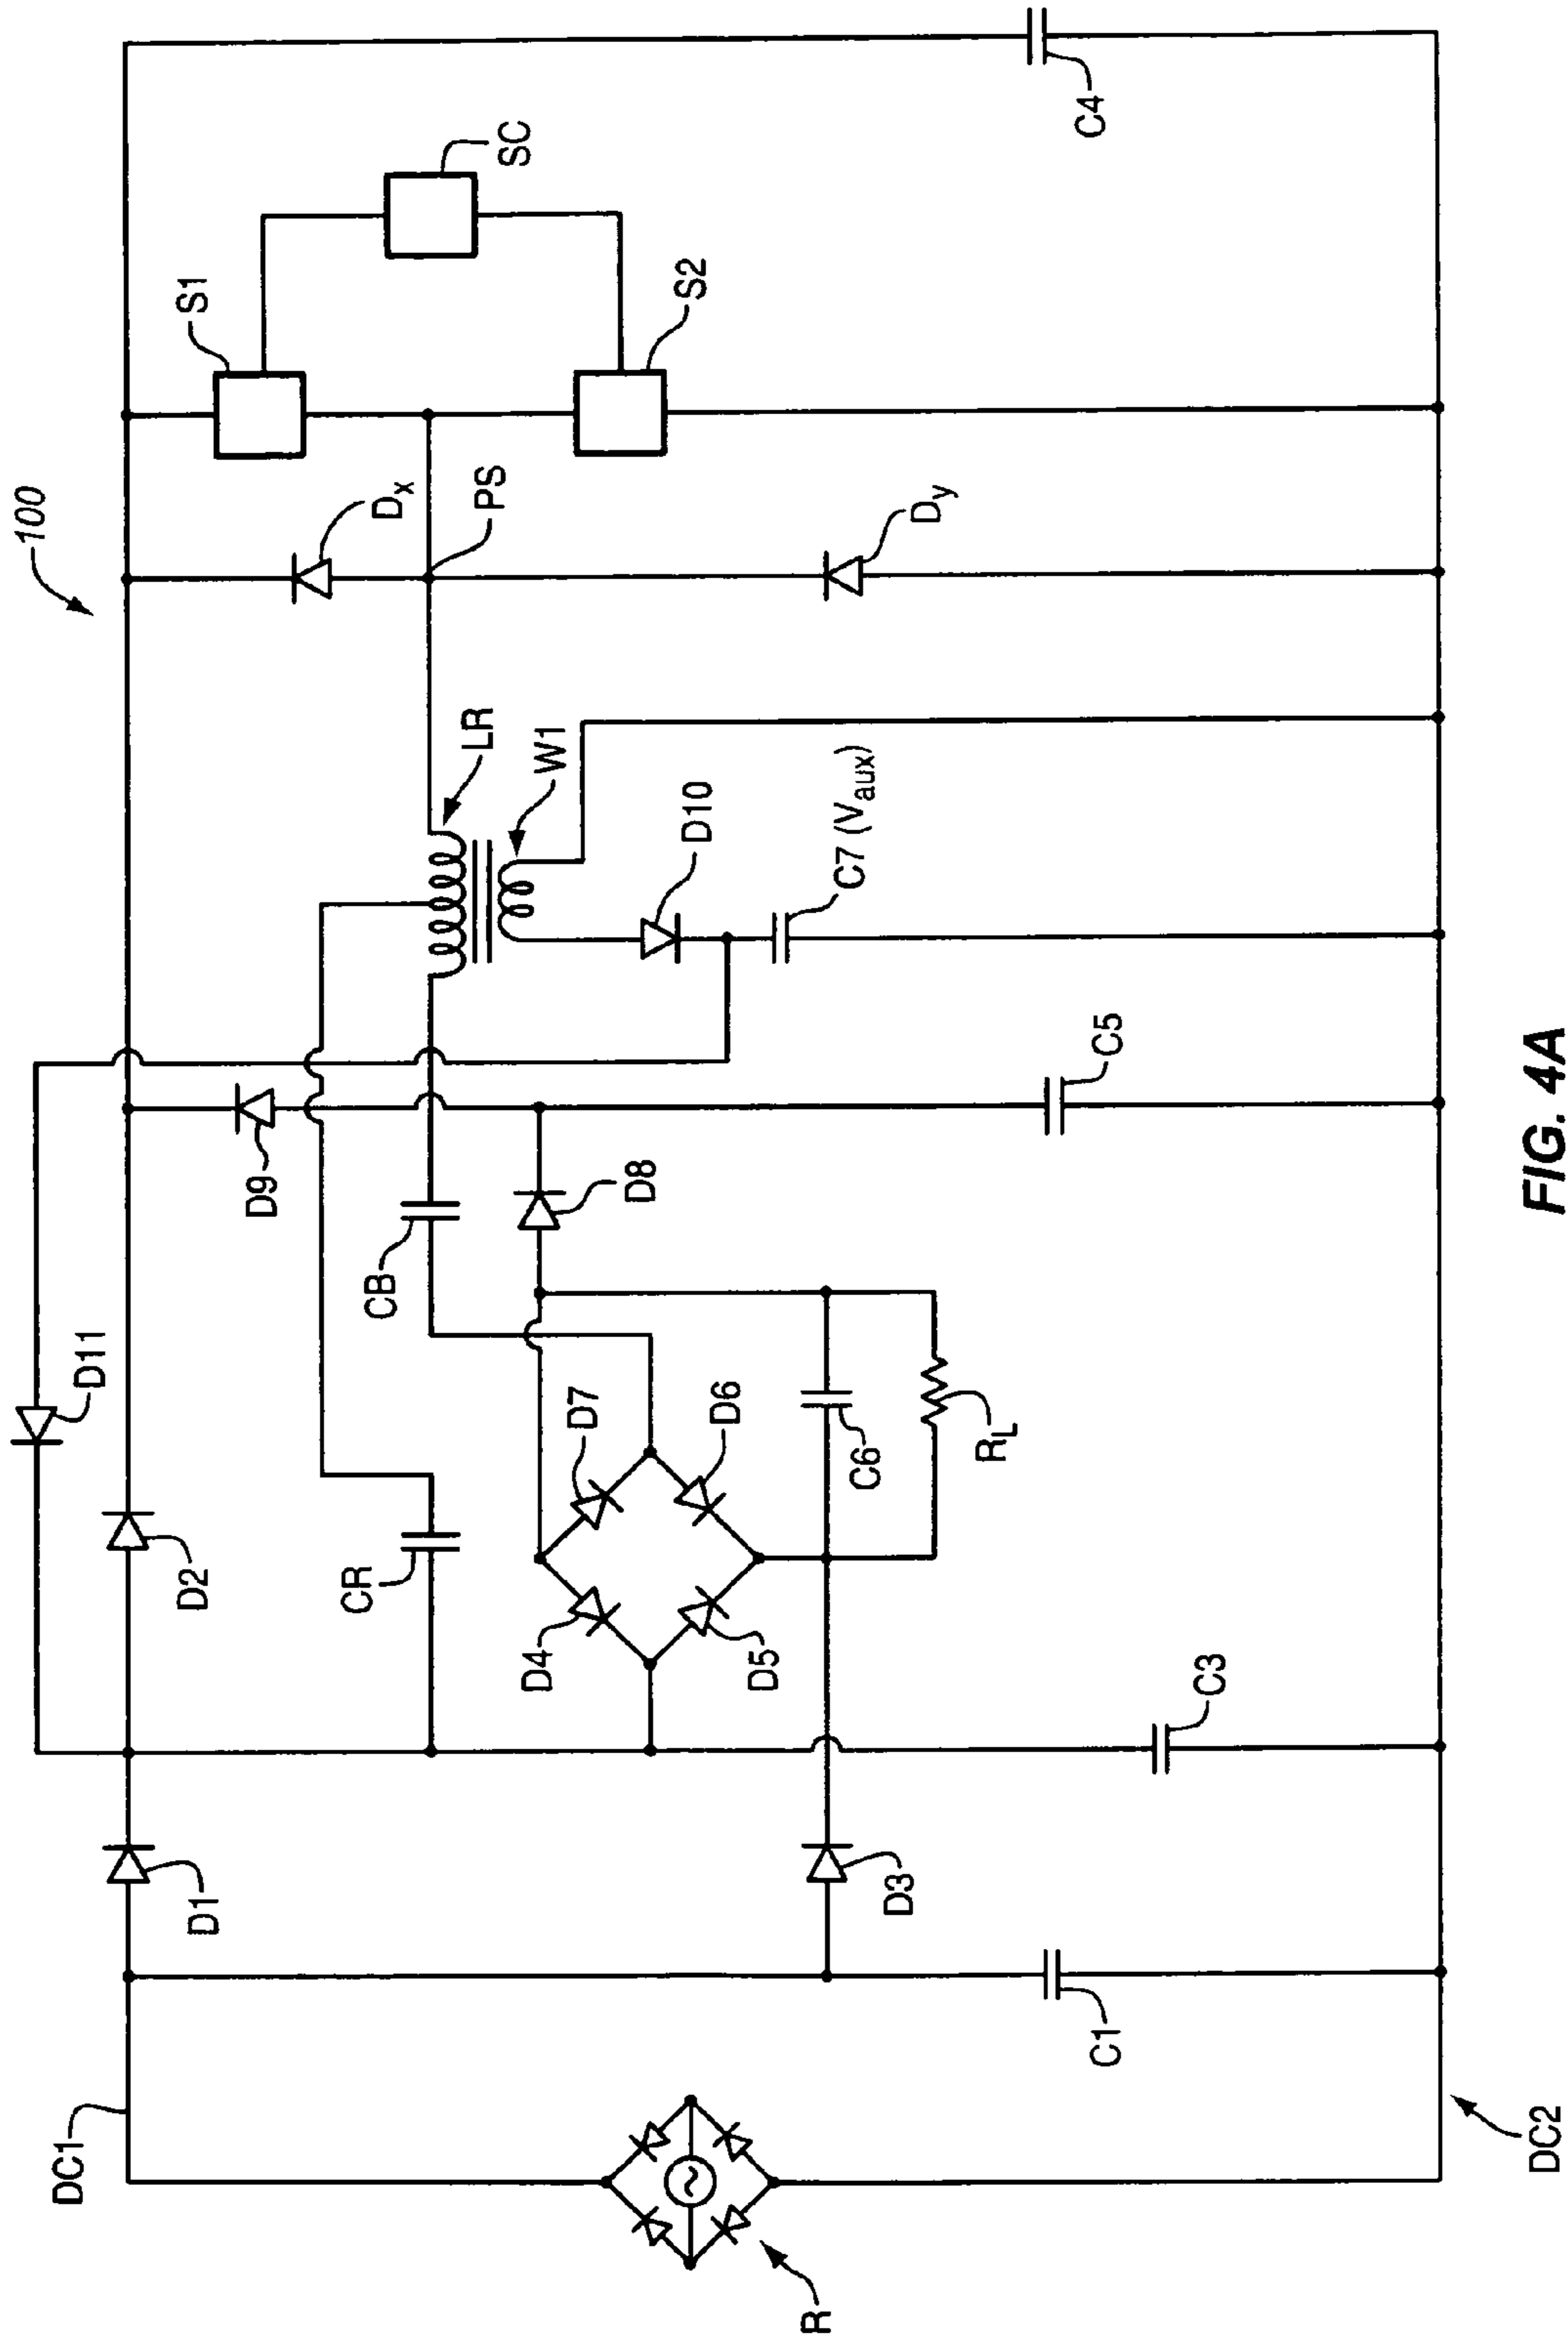 100
DC1
D1
D2
D11
D9
CR
CB
LR
W1
D10
C7 (Vaux)
Dx
PS
S1
SC
S2
Dy
C4
D7
D6
D4
D5
D8
C6
RL
C5
D3
C3
C1
R
DC2
FIG. 4A